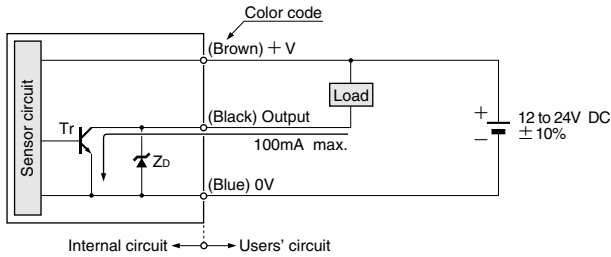 Color code
(Brown) + V
Sensor circuit
Load
(Black) Output
Tr
100mA max.
+
−
12 to 24V DC
± 10%
ZD
(Blue) 0V
Internal circuit
Users' circuit